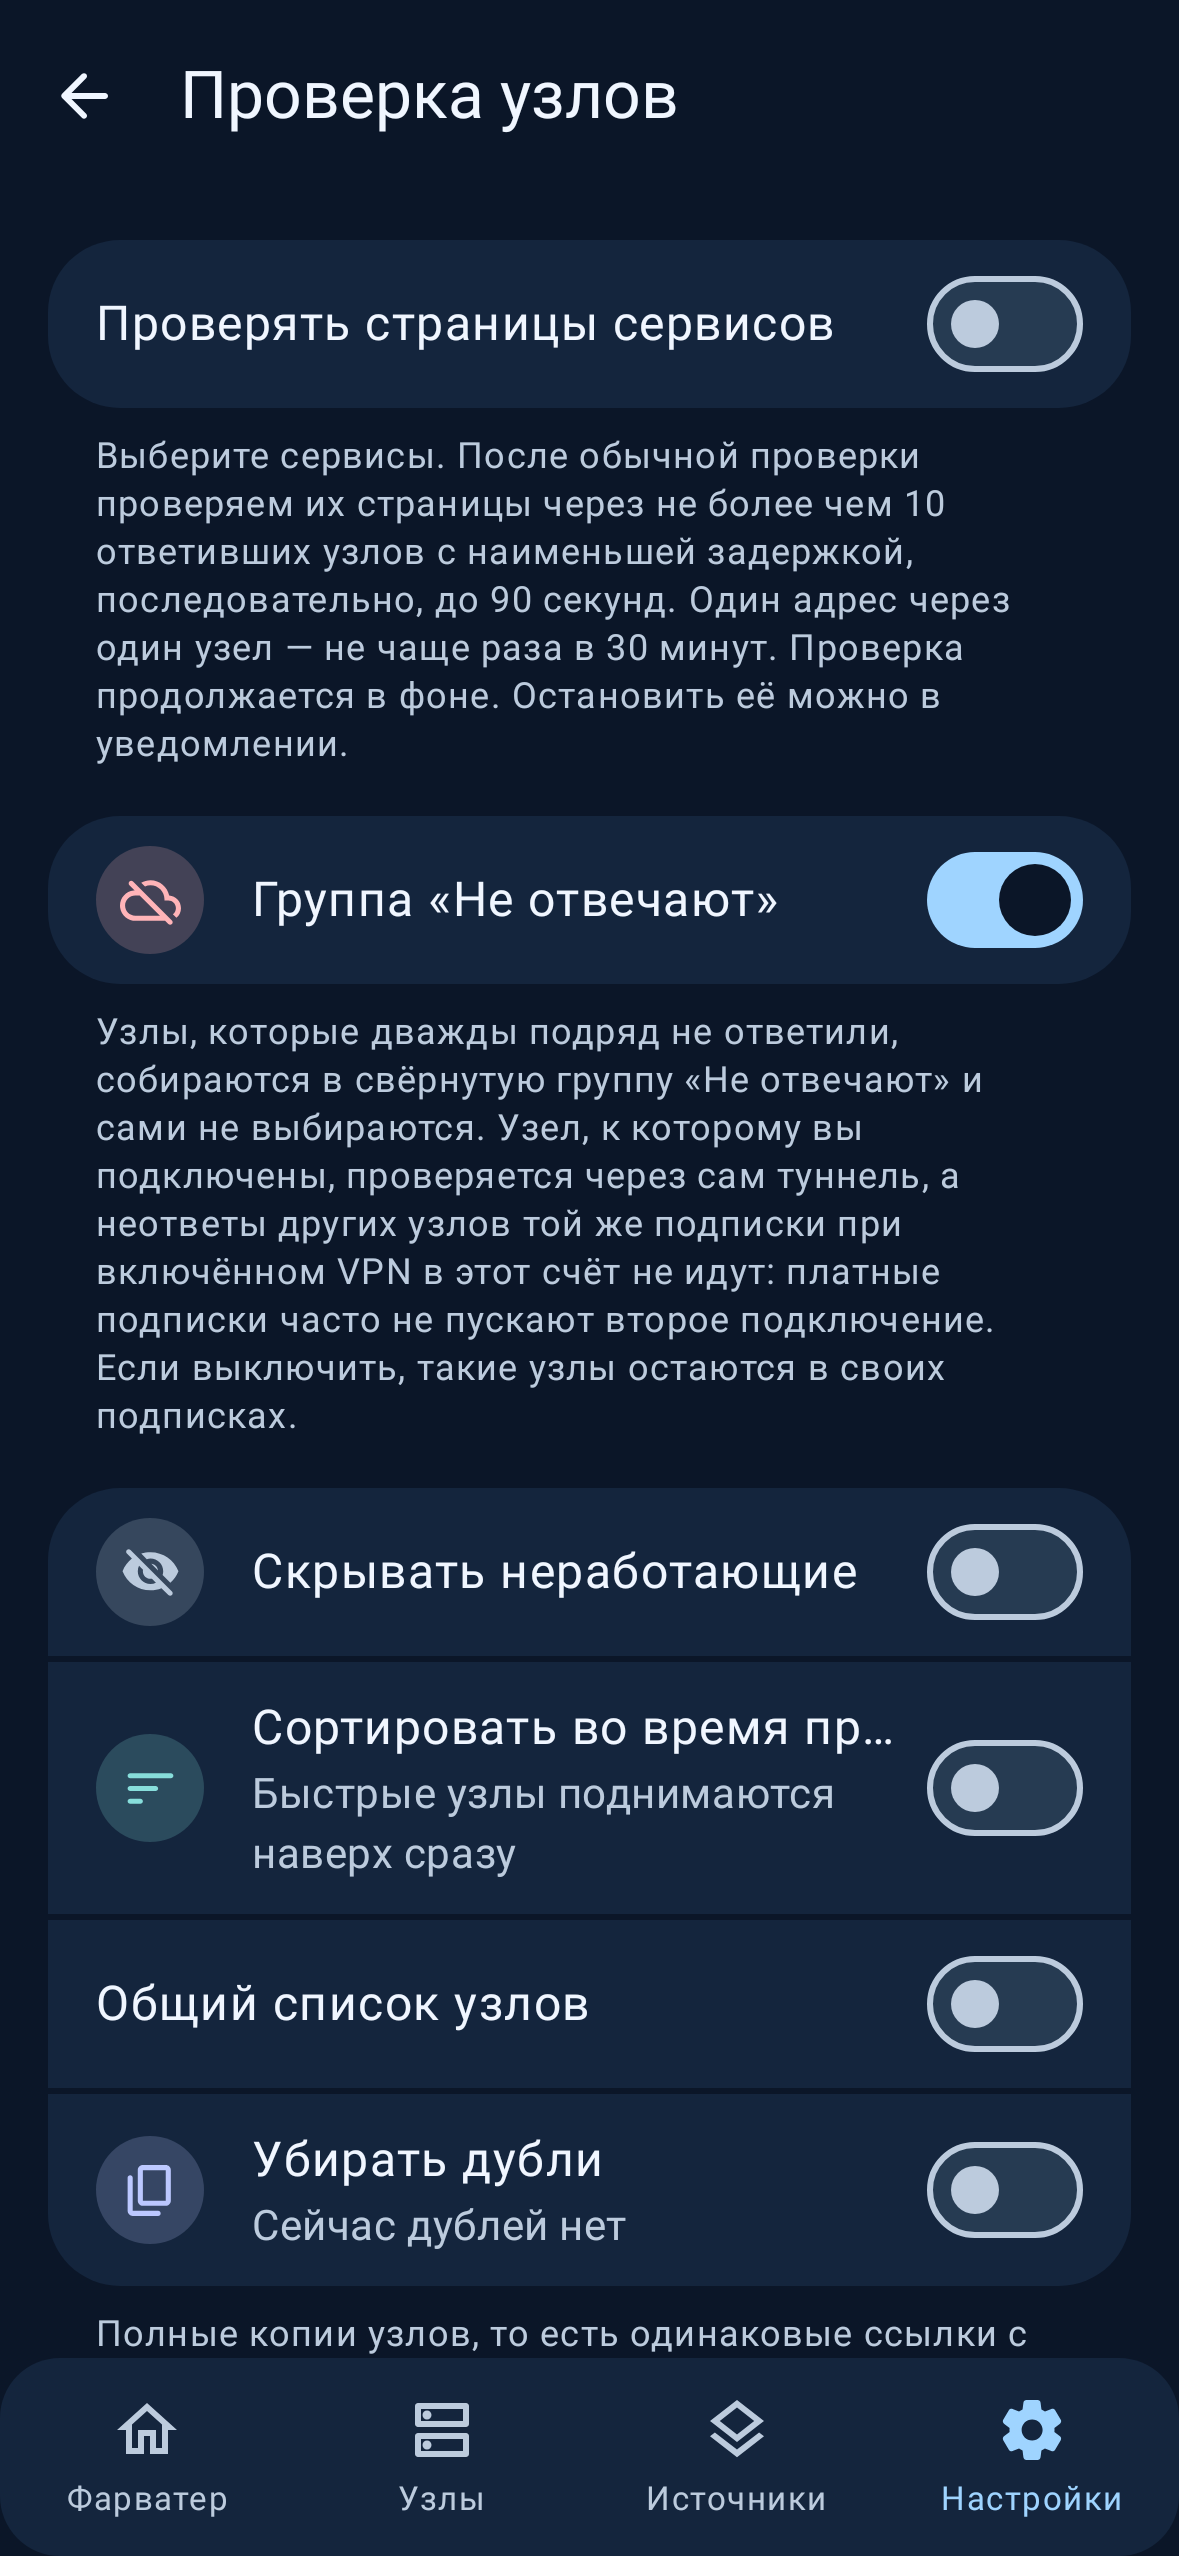 Проверка узлов
Проверять страницы сервисов
Выберите сервисы. После обычной проверки
проверяем их страницы через не более чем 10
ответивших узлов с наименьшей задержкой,
последовательно, до 90 секунд. Один адрес через
один узел — не чаще раза в 30 минут. Проверка
продолжается в фоне. Остановить её можно в
уведомлении.
Группа «Не отвечают»
Узлы, которые дважды подряд не ответили,
собираются в свёрнутую группу «Не отвечают» и
сами не выбираются. Узел, к которому вы
подключены, проверяется через сам туннель, а
неответы других узлов той же подписки при
включённом VPN в этот счёт не идут: платные
подписки часто не пускают второе подключение.
Если выключить, такие узлы остаются в своих
подписках.
Скрывать неработающие
Сортировать во время пр…
Быстрые узлы поднимаются
наверх сразу
Общий список узлов
Убирать дубли
Сейчас дублей нет
Полные копии узлов, то есть одинаковые ссылки с
Фарватер
Узлы
Источники
Настройки